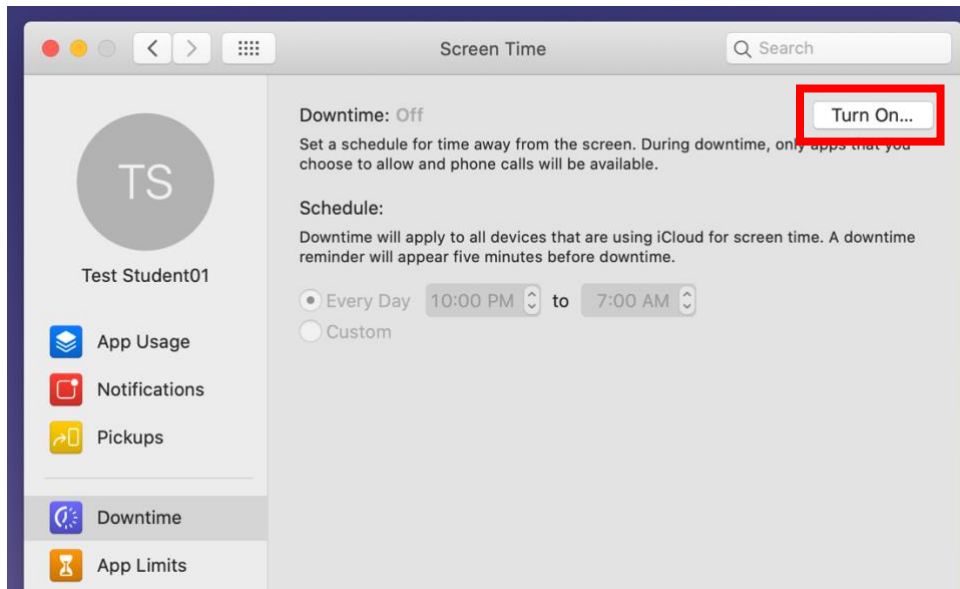 Screen Time
Search
TS
Test Student01
App Usage
Notifications
Pickups
Downtime
App Limits
Downtime: Off
Turn On...
Set a schedule for time away from the screen. During downtime, only apps that you
choose to allow and phone calls will be available.
Schedule:
Downtime will apply to all devices that are using iCloud for screen time. A downtime
reminder will appear five minutes before downtime.
Every Day 10:00 PM to 7:00 AM
Custom